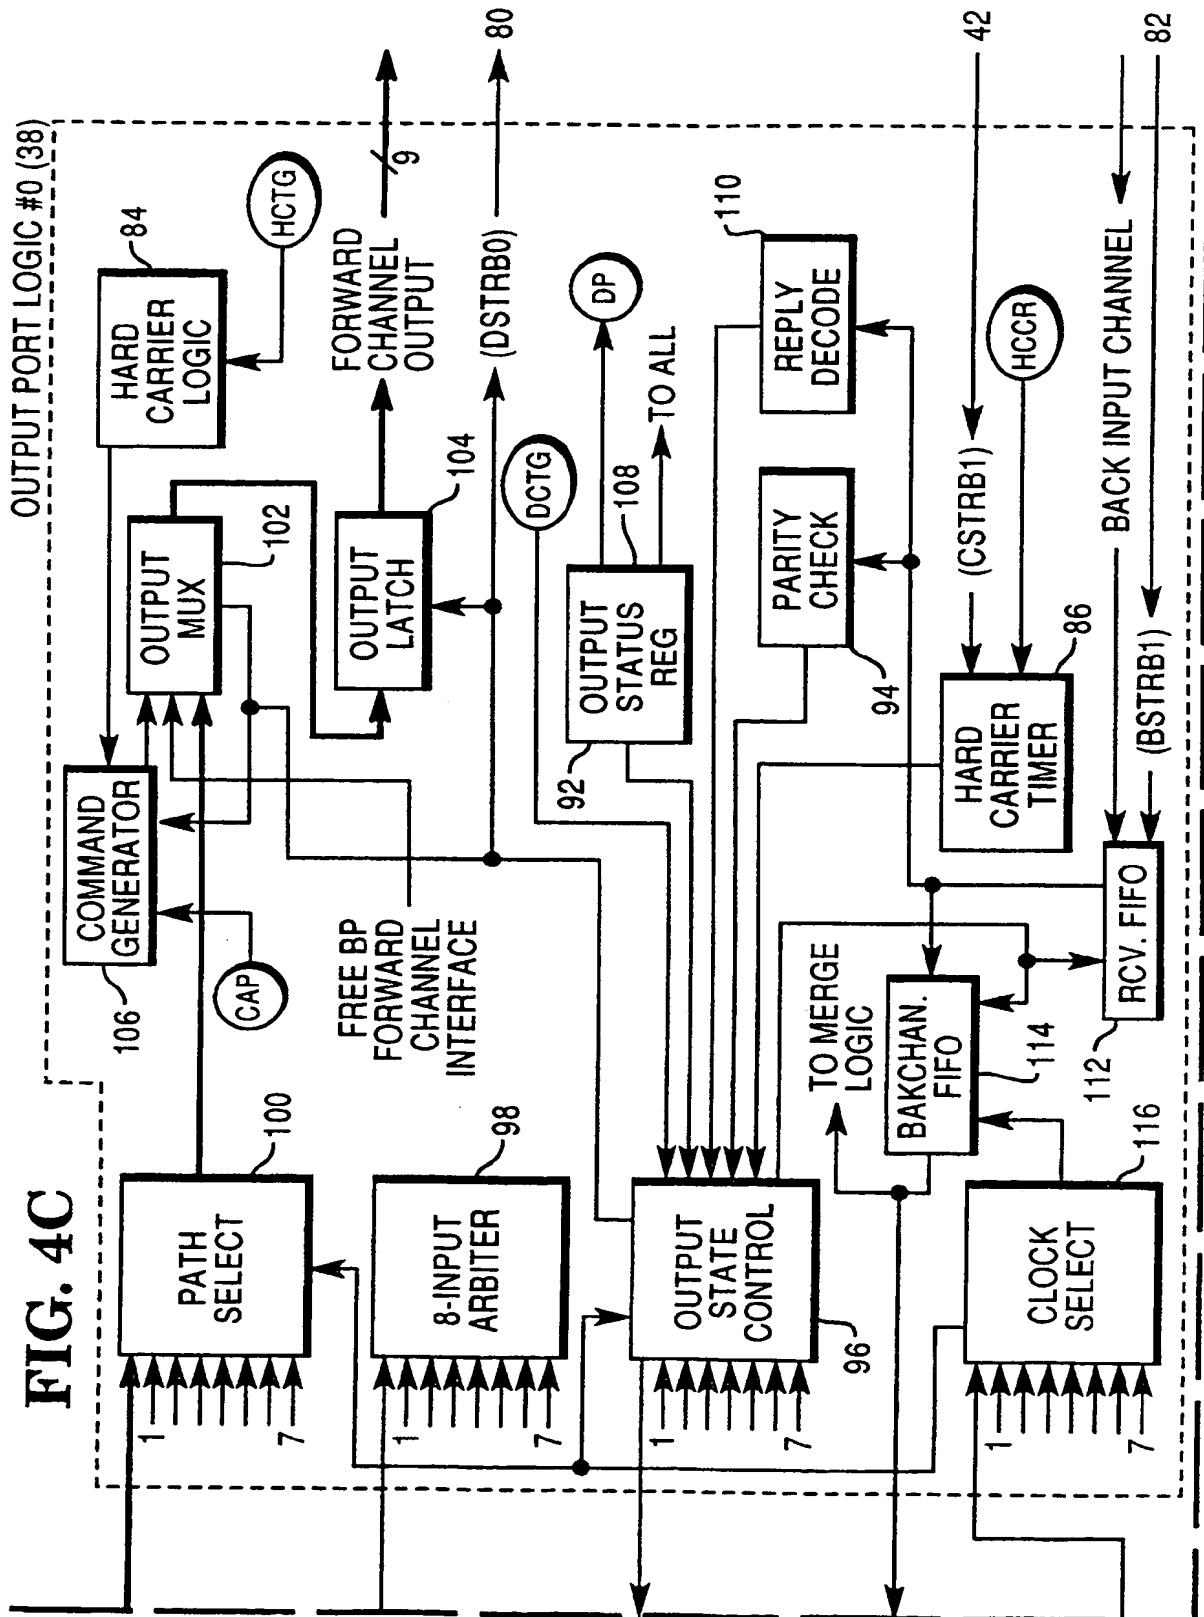 FIG. 4C
OUTPUT PORT LOGIC #0 (38)
1
7
PATH
SELECT
100
106
COMMAND
GENERATOR
CAP
OUTPUT
MUX
102
HARD
CARRIER
LOGIC
84
HCTG
FREE BP
FORWARD
CHANNEL
INTERFACE
OUTPUT
LATCH
104
FORWARD
CHANNEL
OUTPUT
9
(DSTRB0)
80
1
7
8-INPUT
ARBITER
98
DCTG
92
OUTPUT
STATUS
REG
108
DP
TO ALL
1
7
OUTPUT
STATE
CONTROL
96
PARITY
CHECK
94
REPLY
DECODE
110
TO MERGE
LOGIC
BAKCHAN.
FIFO
114
HARD
CARRIER
TIMER
86
(CSTRB1)
42
HCCR
1
7
CLOCK
SELECT
116
112
RCV. FIFO
BACK INPUT CHANNEL
(BSTRB1)
82